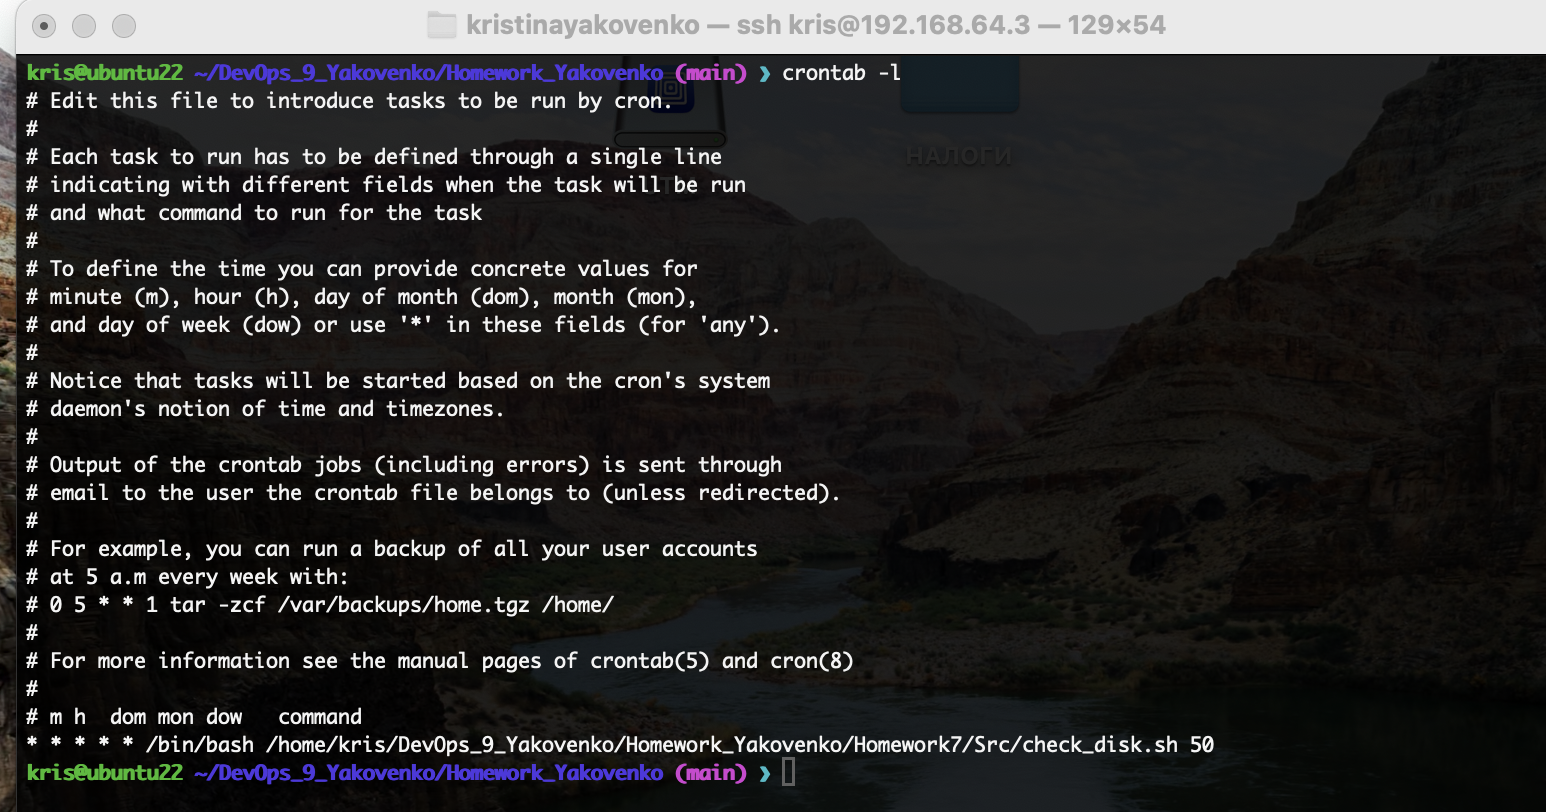 kristinayakovenko — ssh kris@192.168.64.3 — 129×54
kris@ubuntu22 ~/DevOps_9_Yakovenko/Homework_Yakovenko (main) ❯ crontab -l
# Edit this file to introduce tasks to be run by cron.
#
# Each task to run has to be defined through a single line
# indicating with different fields when the task will be run
# and what command to run for the task
#
# To define the time you can provide concrete values for
# minute (m), hour (h), day of month (dom), month (mon),
# and day of week (dow) or use '*' in these fields (for 'any').
#
# Notice that tasks will be started based on the cron's system
# daemon's notion of time and timezones.
#
# Output of the crontab jobs (including errors) is sent through
# email to the user the crontab file belongs to (unless redirected).
#
# For example, you can run a backup of all your user accounts
# at 5 a.m every week with:
# 0 5 * * 1 tar -zcf /var/backups/home.tgz /home/
#
# For more information see the manual pages of crontab(5) and cron(8)
#
# m h  dom mon dow   command
* * * * * /bin/bash /home/kris/DevOps_9_Yakovenko/Homework_Yakovenko/Homework7/Src/check_disk.sh 50
kris@ubuntu22 ~/DevOps_9_Yakovenko/Homework_Yakovenko (main) ❯
НАЛОГИ